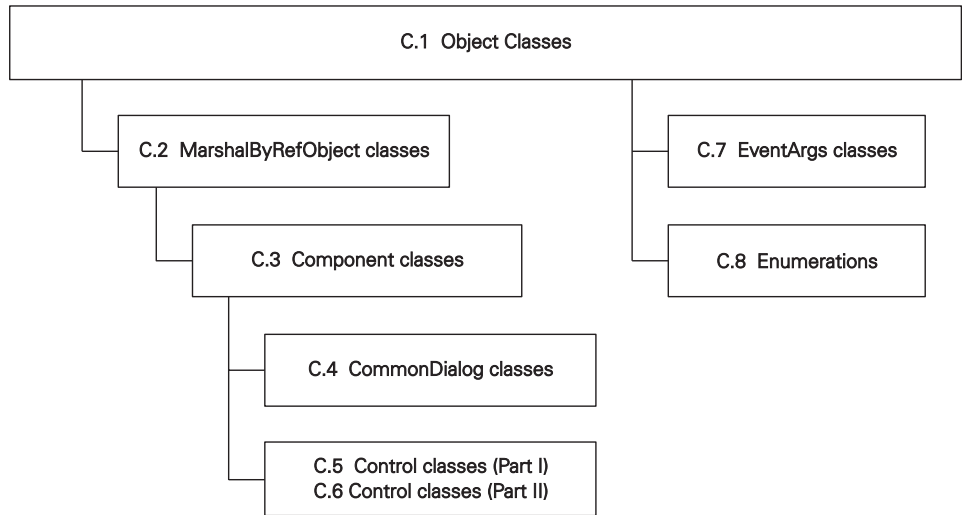 C.1 Object Classes
C.2 MarshalByRefObject classes
C.3 Component classes
C.4 CommonDialog classes
C.5 Control classes (Part I)
C.6 Control classes (Part II)
C.7 EventArgs classes
C.8 Enumerations